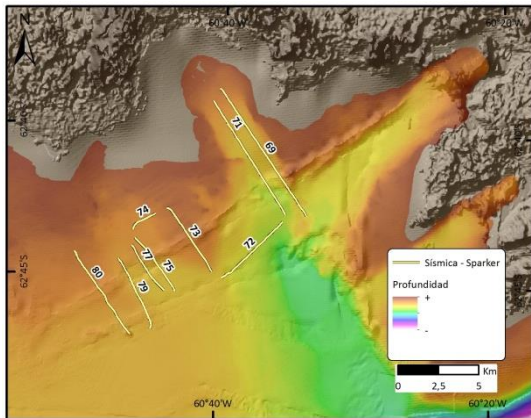 60°40'W
60°20'W
N
71
69
74
73
72
77
75
80
79
62°45'S
Sísmica - Sparker
Profundidad
+
-
Km
0 2,5 5
60°40'W
60°20'W